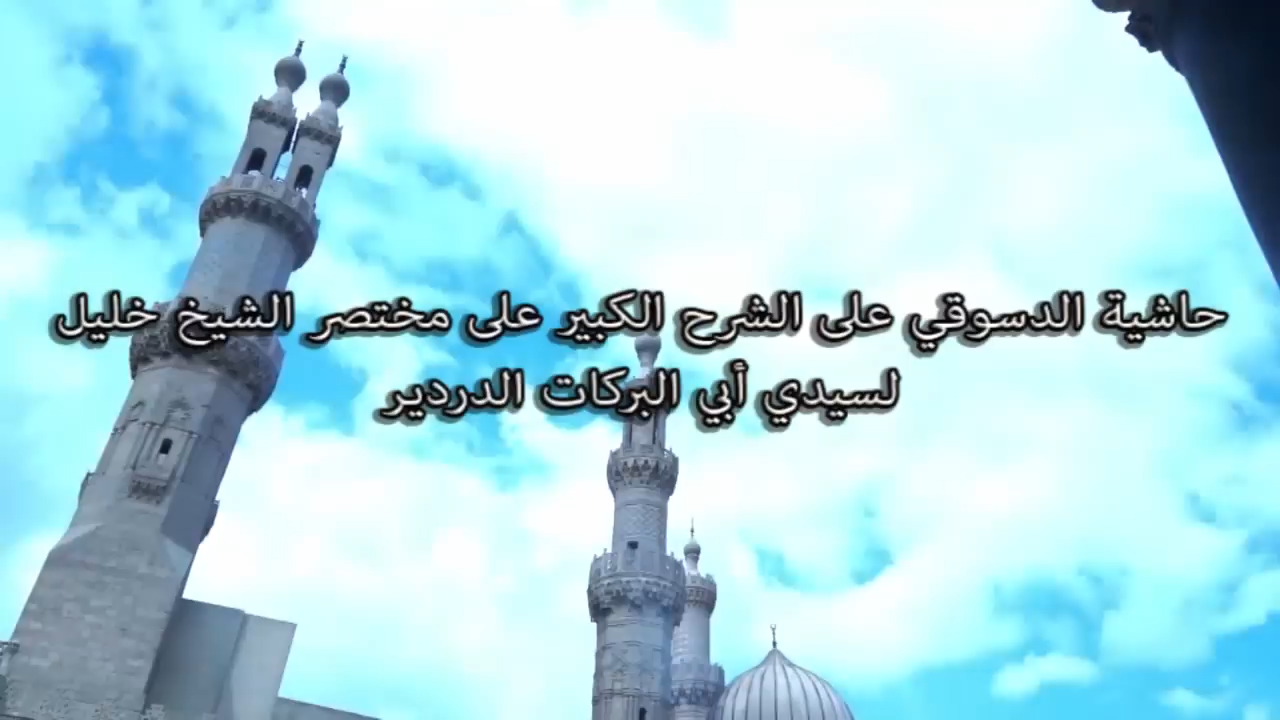 حاشية الدسوقي على الشرح الكبير على مختصر الشيخ خليل
لسيدي أبي البركات الدردير